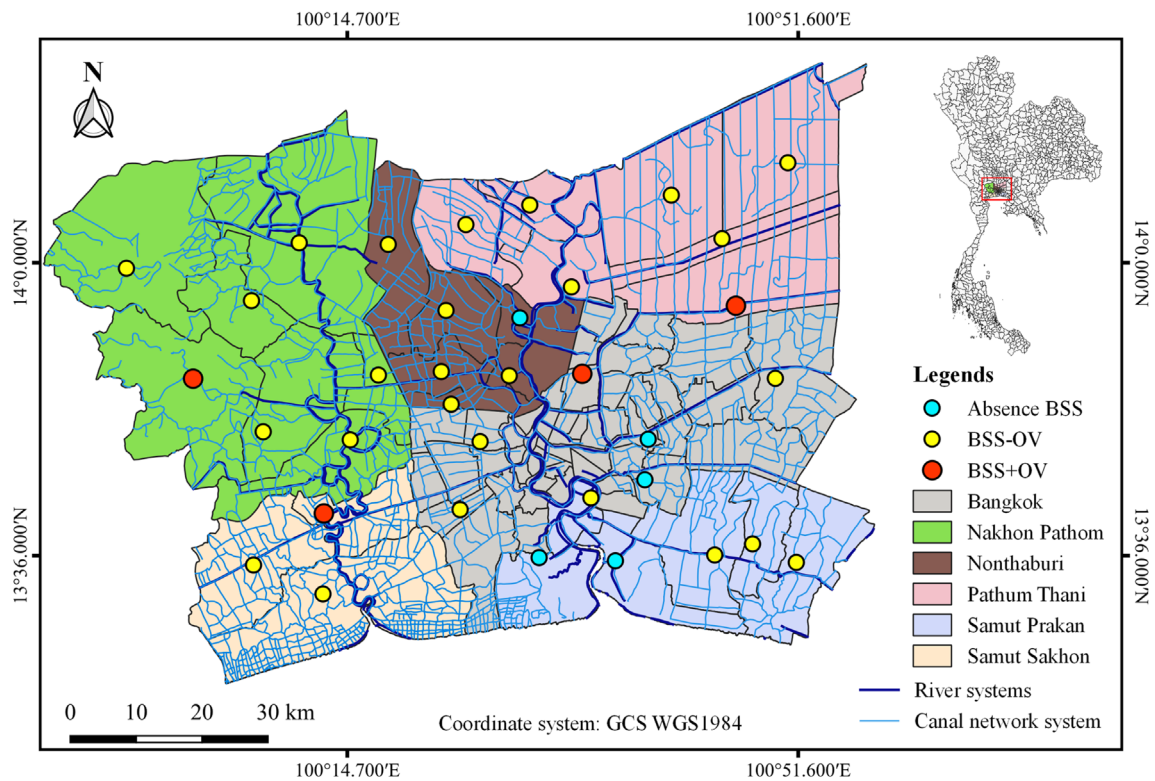 100°14.700'E 100°51.600'E
N
14°0.000'N
14°0.000'N
13°36.000'N
13°36.000'N
Legends
Absence BSS
BSS-OV
BSS+OV
Bangkok
Nakhon Pathom
Nonthaburi
Pathum Thani
Samut Prakan
Samut Sakhon
River systems
Canal network system
0 10 20 30 km
Coordinate system: GCS WGS1984
100°14.700'E 100°51.600'E